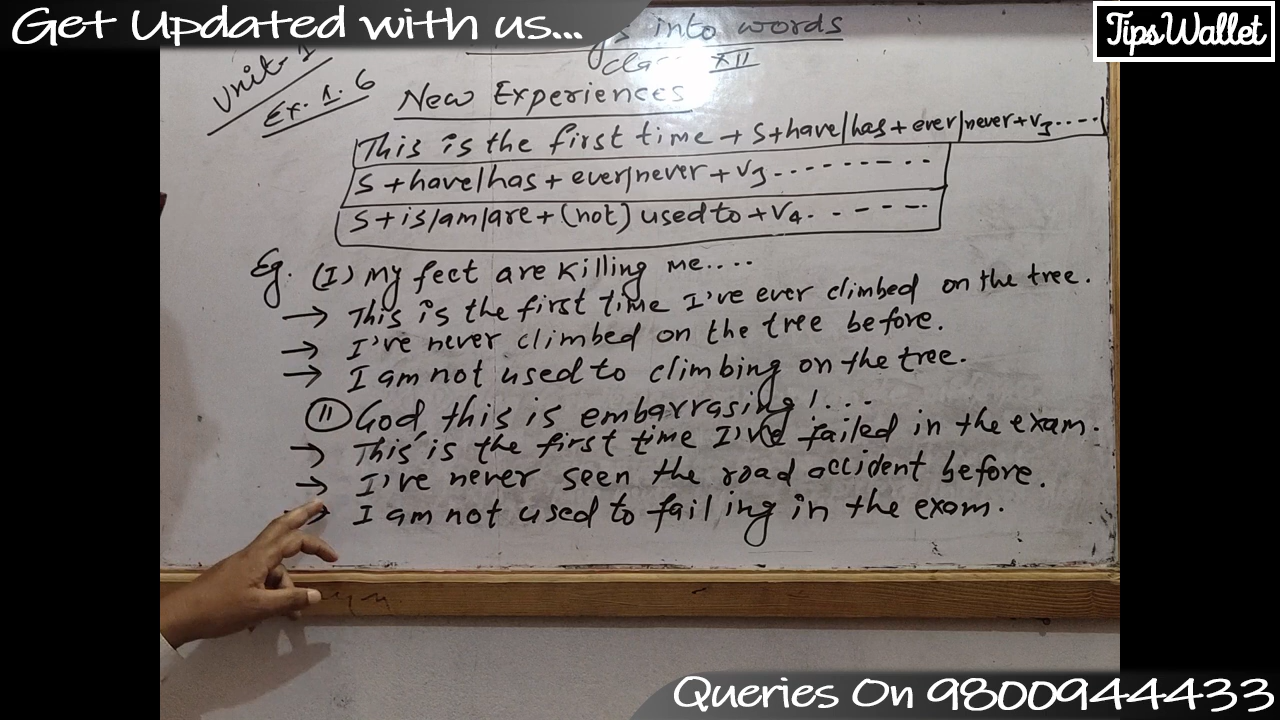 Get Updated with us...
TipsWallet
into words
Unit-1
class XII
Ex. 1. 6
New Experiences
This is the first time + S+have/has + ever/never+V3.....
S +have/has + ever/never + V3..........
S + is/am/are + (not) used to + V4. . - - - - -.
Eg. (I) My feet are killing me....
→ This is the first time I've ever climbed on the tree.
→ I've never climbed on the tree before.
→ I am not used to climbing on the tree.
(II) God, this is embarrasing!...
→ This is the first time I've failed in the exam.
→ I've never seen the road accident before.
→ I am not used to failing in the exam.
Queries On 9800944433